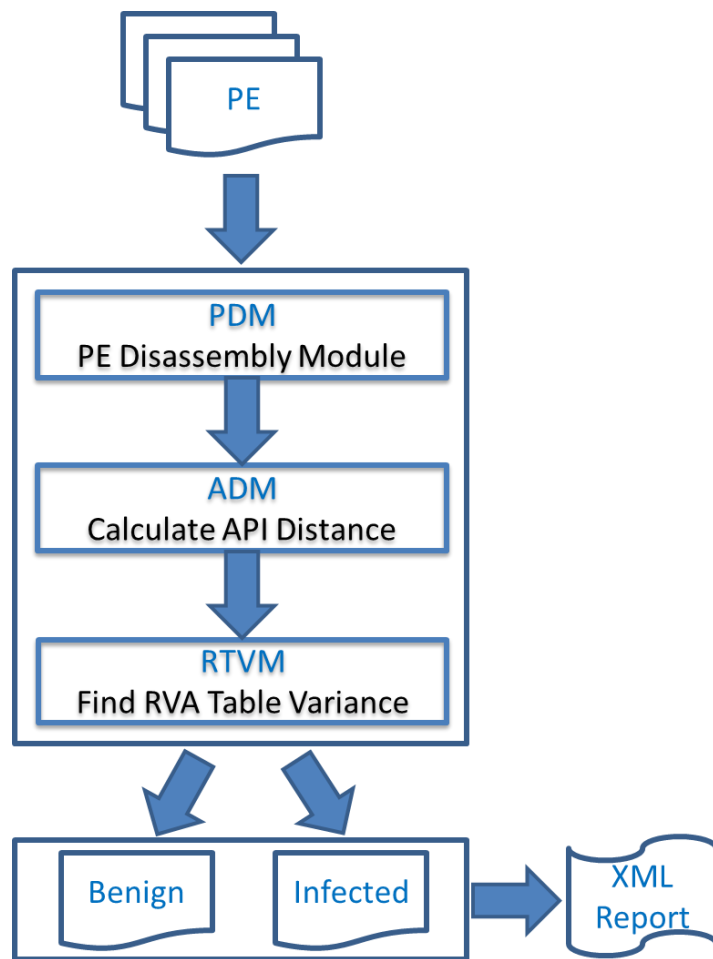 PE
PDM
PE Disassembly Module
ADM
Calculate API Distance
RTVM
Find RVA Table Variance
Benign
Infected
XML
Report